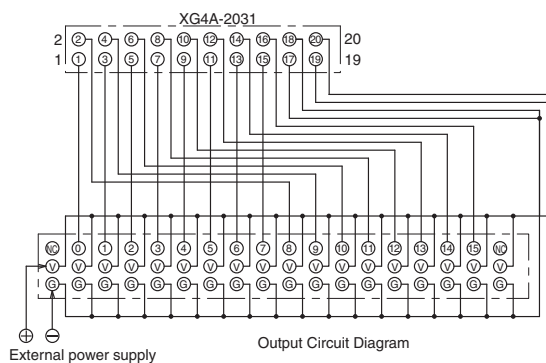 XG4A-2031
2 2 4 6 8 10 12 14 16 18 20 20
1 1 3 5 7 9 11 13 15 17 19 19
NC 0 1 2 3 4 5 6 7 8 9 10 11 12 13 14 15 NC
V V V V V V V V V V V V V V V V V V
G G G G G G G G G G G G G G G G G G
+ −
Output Circuit Diagram
External power supply